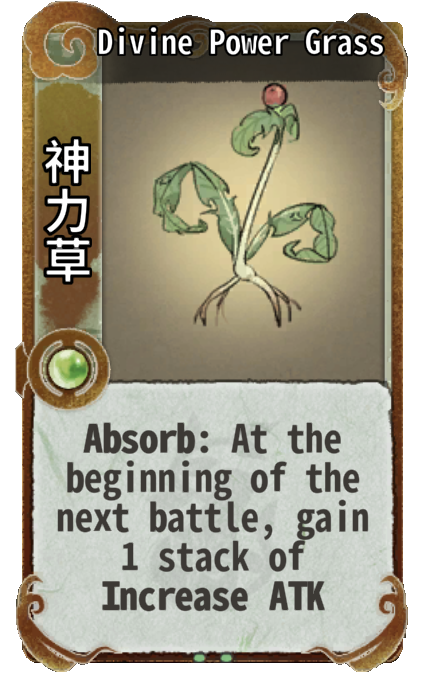 Divine Power Grass
神力草
Absorb: At the
beginning of the
next battle, gain
1 stack of
Increase ATK